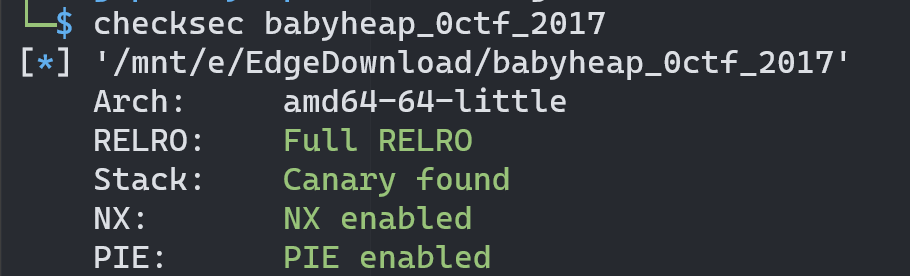 └─$ checksec babyheap_0ctf_2017
[*] '/mnt/e/EdgeDownload/babyheap_0ctf_2017'
    Arch:     amd64-64-little
    RELRO:    Full RELRO
    Stack:    Canary found
    NX:       NX enabled
    PIE:      PIE enabled